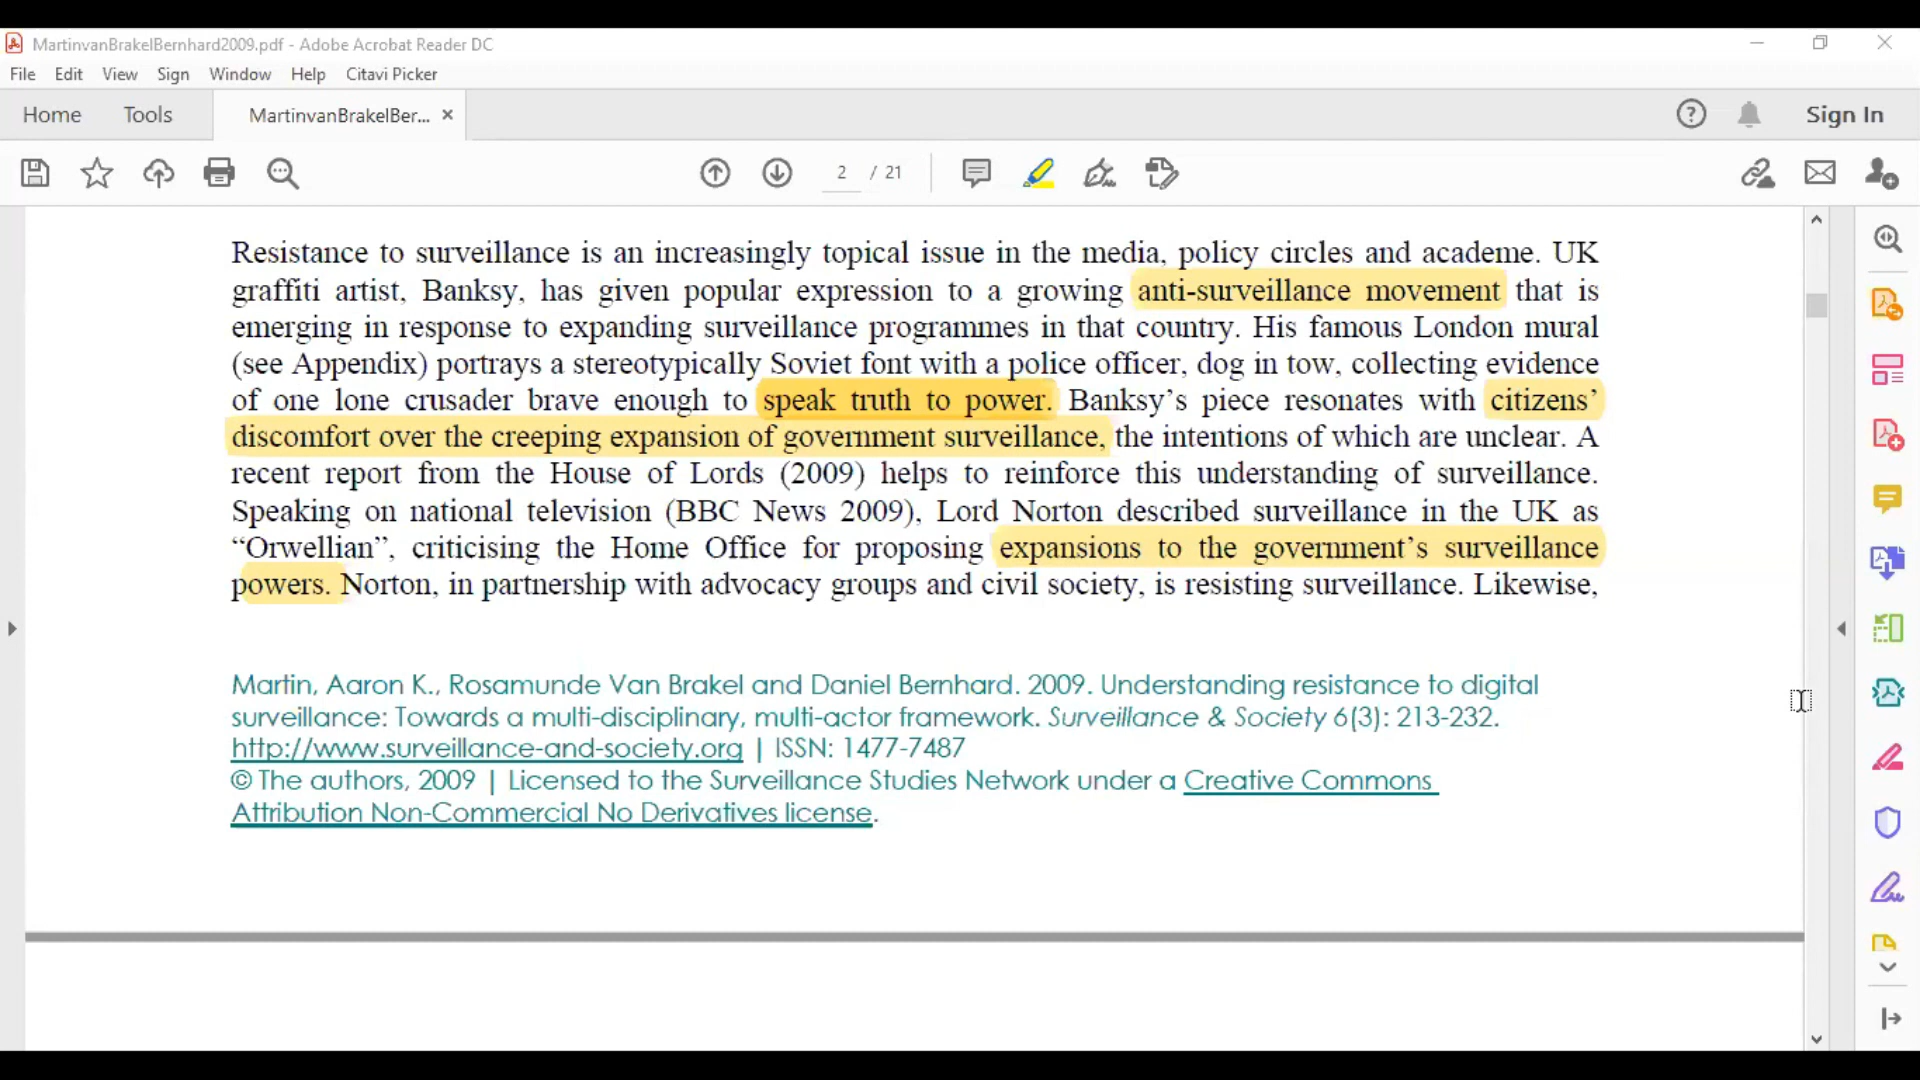 MartinvanBrakelBernhard2009.pdf - Adobe Acrobat Reader DC
File Edit View Sign Window Help Citavi Picker
Home Tools MartinvanBrakelBer... × Sign In
2 / 21
Resistance to surveillance is an increasingly topical issue in the media, policy circles and academe. UK
graffiti artist, Banksy, has given popular expression to a growing anti-surveillance movement that is
emerging in response to expanding surveillance programmes in that country. His famous London mural
(see Appendix) portrays a stereotypically Soviet font with a police officer, dog in tow, collecting evidence
of one lone crusader brave enough to speak truth to power. Banksy’s piece resonates with citizens’
discomfort over the creeping expansion of government surveillance, the intentions of which are unclear. A
recent report from the House of Lords (2009) helps to reinforce this understanding of surveillance.
Speaking on national television (BBC News 2009), Lord Norton described surveillance in the UK as
“Orwellian”, criticising the Home Office for proposing expansions to the government’s surveillance
powers. Norton, in partnership with advocacy groups and civil society, is resisting surveillance. Likewise,
Martin, Aaron K., Rosamunde Van Brakel and Daniel Bernhard. 2009. Understanding resistance to digital
surveillance: Towards a multi-disciplinary, multi-actor framework. Surveillance & Society 6(3): 213-232.
http://www.surveillance-and-society.org | ISSN: 1477-7487
© The authors, 2009 | Licensed to the Surveillance Studies Network under a Creative Commons
Attribution Non-Commercial No Derivatives license.